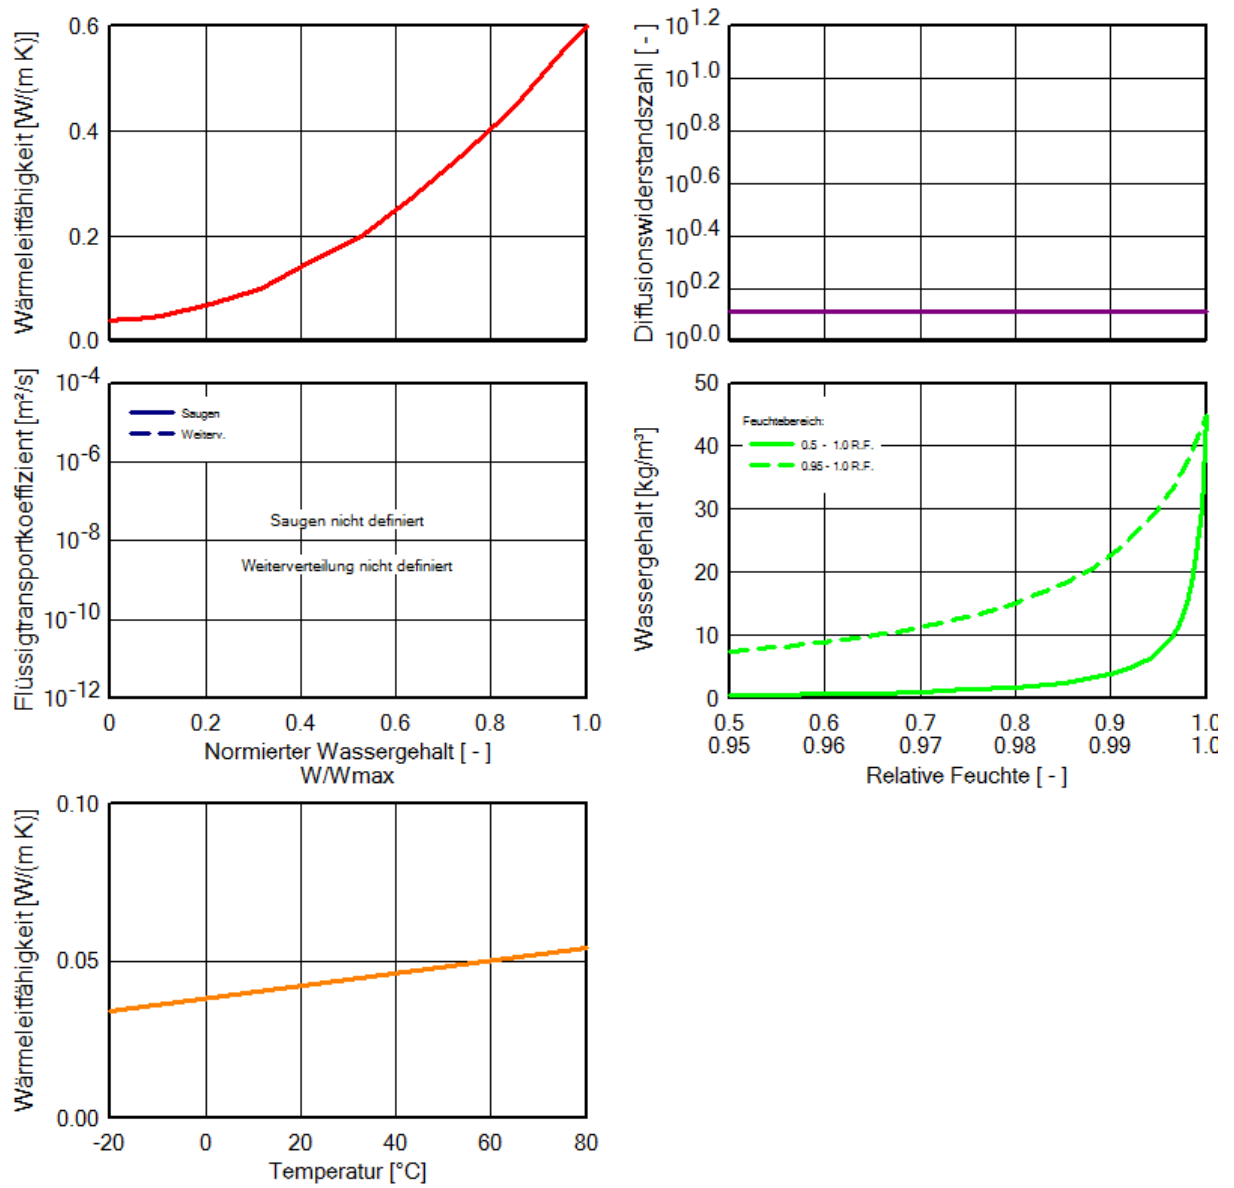 Wärmeleitfähigkeit [W/(m K)]
0.6
0.4
0.2
0.0
Diffusionswiderstandszahl [ - ]
10^1.2
10^1.0
10^0.8
10^0.6
10^0.4
10^0.2
10^0.0
Flüssigtransportkoeffizient [m²/s]
10^-4
10^-6
10^-8
10^-10
10^-12
Saugen
Weiterv.
Saugen nicht definiert
Weiterverteilung nicht definiert
0 0.2 0.4 0.6 0.8 1.0
Normierter Wassergehalt [ - ]
W/Wmax
Wassergehalt [kg/m³]
50
40
30
20
10
0
Feuchtebereich:
0.5 - 1.0 R.F.
0.95 - 1.0 R.F.
0.5 0.6 0.7 0.8 0.9 1.0
0.95 0.96 0.97 0.98 0.99 1.0
Relative Feuchte [ - ]
Wärmeleitfähigkeit [W/(m K)]
0.10
0.05
0.00
-20 0 20 40 60 80
Temperatur [°C]